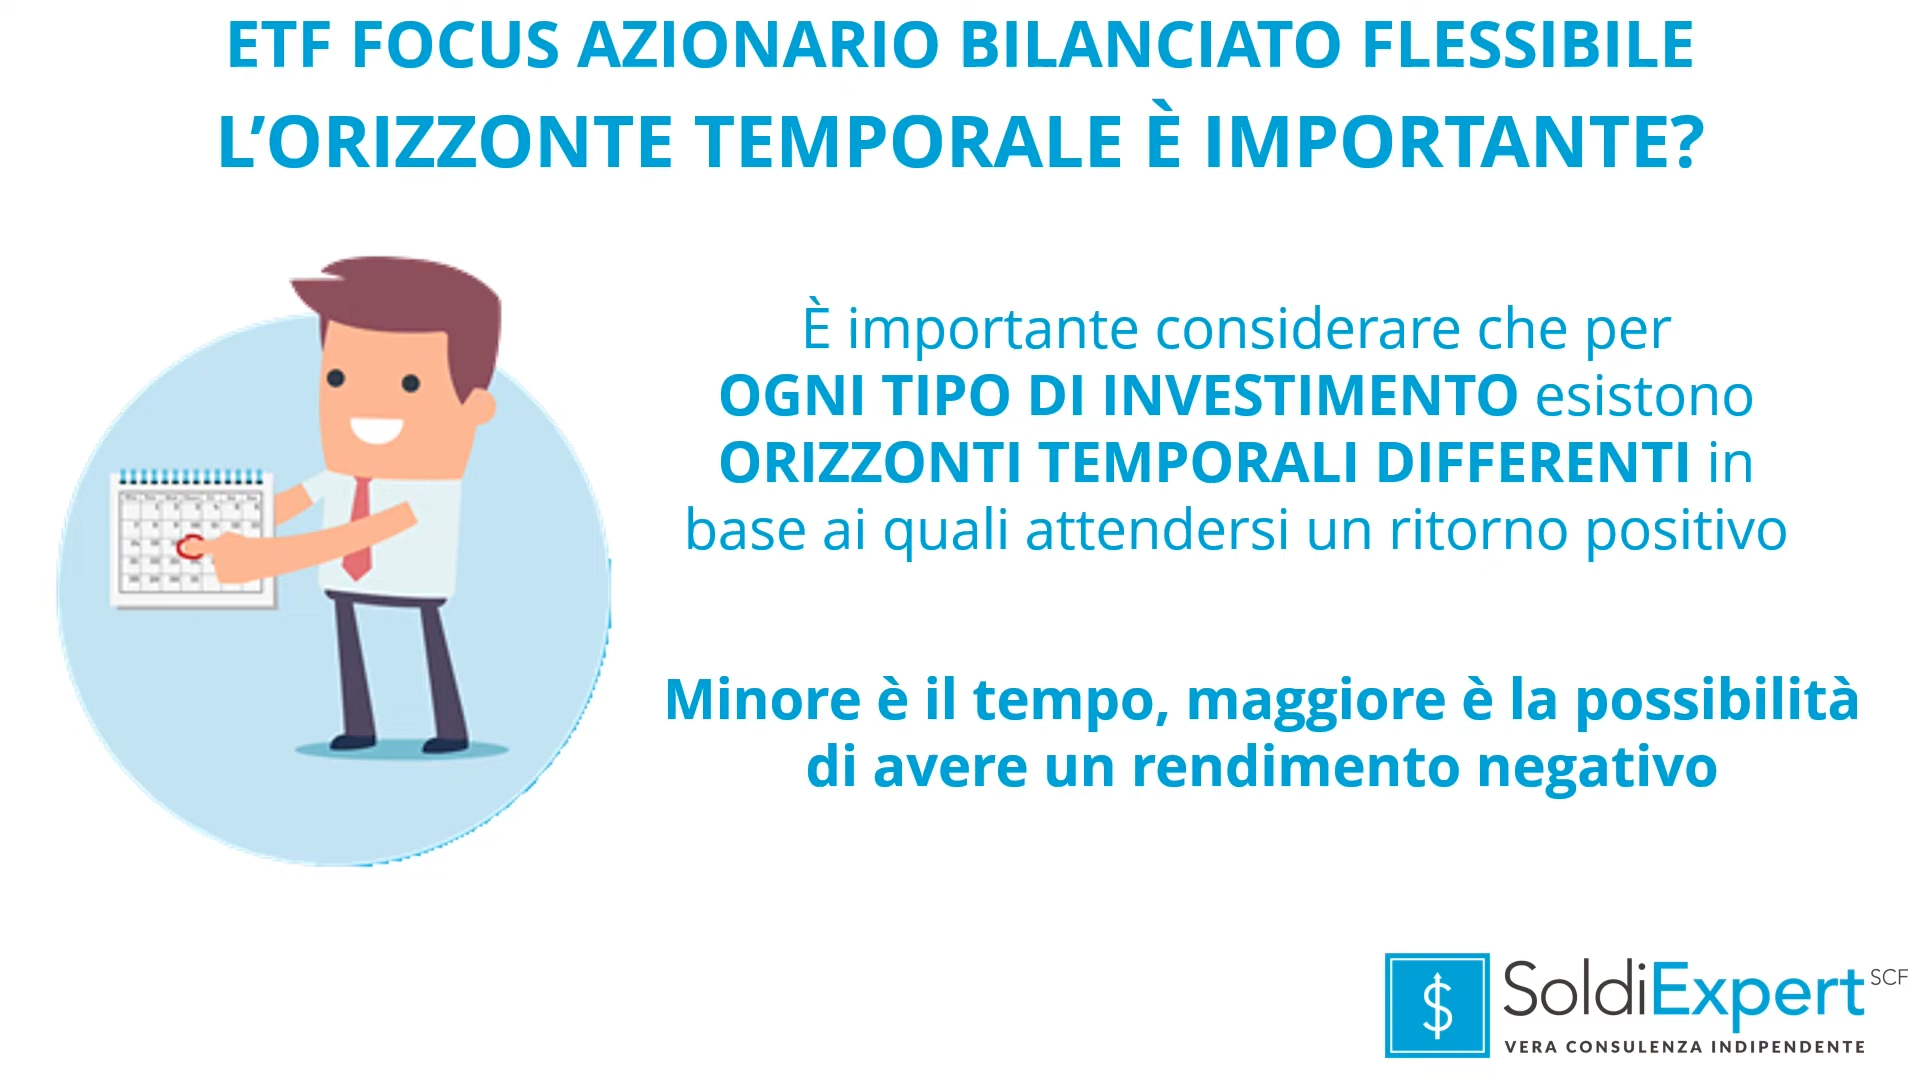 ETF FOCUS AZIONARIO BILANCIATO FLESSIBILE
L’ORIZZONTE TEMPORALE È IMPORTANTE?
È importante considerare che per
OGNI TIPO DI INVESTIMENTO esistono
ORIZZONTI TEMPORALI DIFFERENTI in
base ai quali attendersi un ritorno positivo
Minore è il tempo, maggiore è la possibilità
di avere un rendimento negativo
SoldiExpert SCF
VERA CONSULENZA INDIPENDENTE